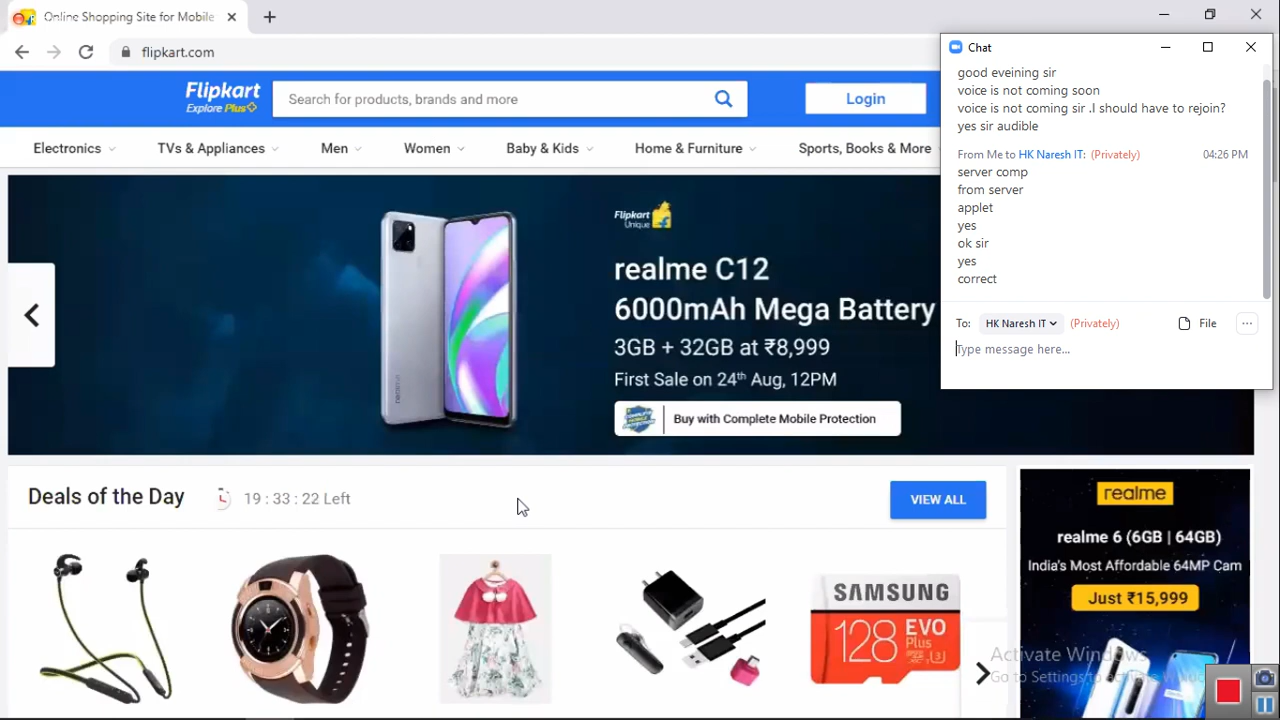 Online Shopping Site for Mobile
flipkart.com
Flipkart
Explore Plus
Search for products, brands and more
Login
Electronics
TVs & Appliances
Men
Women
Baby & Kids
Home & Furniture
Sports, Books & More
Flipkart
Unique
realme C12
6000mAh Mega Battery
3GB + 32GB at ₹8,999
First Sale on 24th Aug, 12PM
Buy with Complete Mobile Protection
Chat
good eveining sir
voice is not coming soon
voice is not coming sir .I should have to rejoin?
yes sir audible
From Me to HK Naresh IT: (Privately) 04:26 PM
server comp
from server
applet
yes
ok sir
yes
correct
To: HK Naresh IT (Privately) File
Type message here...
Deals of the Day
19 : 33 : 22 Left
VIEW ALL
SAMSUNG
128 EVO
Plus
realme
realme 6 (6GB | 64GB)
India's Most Affordable 64MP Cam
Just ₹15,999
Activate Windows
Go to Settings to activate